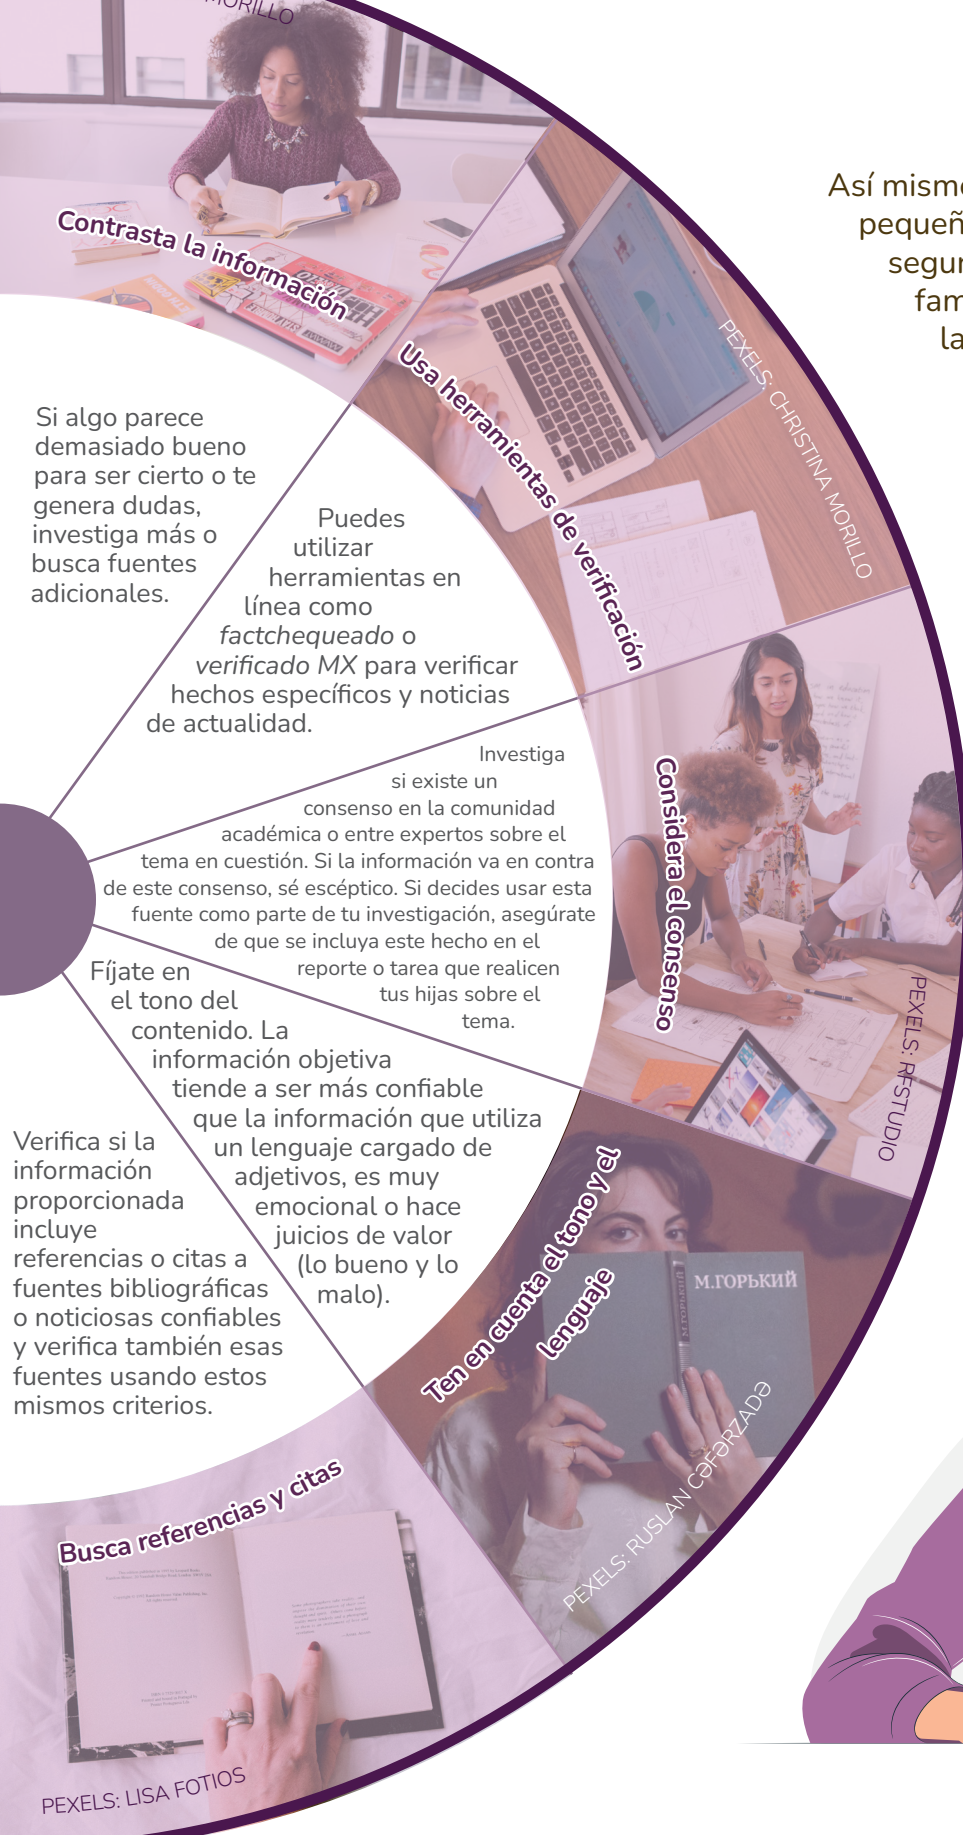 MORILLO
Contrasta la información
Si algo parece
demasiado bueno
para ser cierto o te
genera dudas,
investiga más o
busca fuentes
adicionales.
Usa herramientas de verificación
PEXELS: CHRISTINA MORILLO
Puedes
utilizar
herramientas en
línea como
factchequeado o
verificado MX para verificar
hechos específicos y noticias
de actualidad.
Considera el consenso
PEXELS: RFSTUDIO
Investiga
si existe un
consenso en la comunidad
académica o entre expertos sobre el
tema en cuestión. Si la información va en contra
de este consenso, sé escéptico. Si decides usar esta
fuente como parte de tu investigación, asegúrate
de que se incluya este hecho en el
reporte o tarea que realicen
tus hijas sobre el
tema.
Ten en cuenta el tono y el
lenguaje
М.ГОРЬКИЙ
М.ГОРЬКИЙ
PEXELS: RUSLAN CƏFƏRZADƏ
Fíjate en
el tono del
contenido. La
información objetiva
tiende a ser más confiable
que la información que utiliza
un lenguaje cargado de
adjetivos, es muy
emocional o hace
juicios de valor
(lo bueno y lo
malo).
Busca referencias y citas
Verifica si la
información
proporcionada
incluye
referencias o citas a
fuentes bibliográficas
o noticiosas confiables
y verifica también esas
fuentes usando estos
mismos criterios.
PEXELS: LISA FOTIOS
Así mism
pequeñ
segur
fam
la